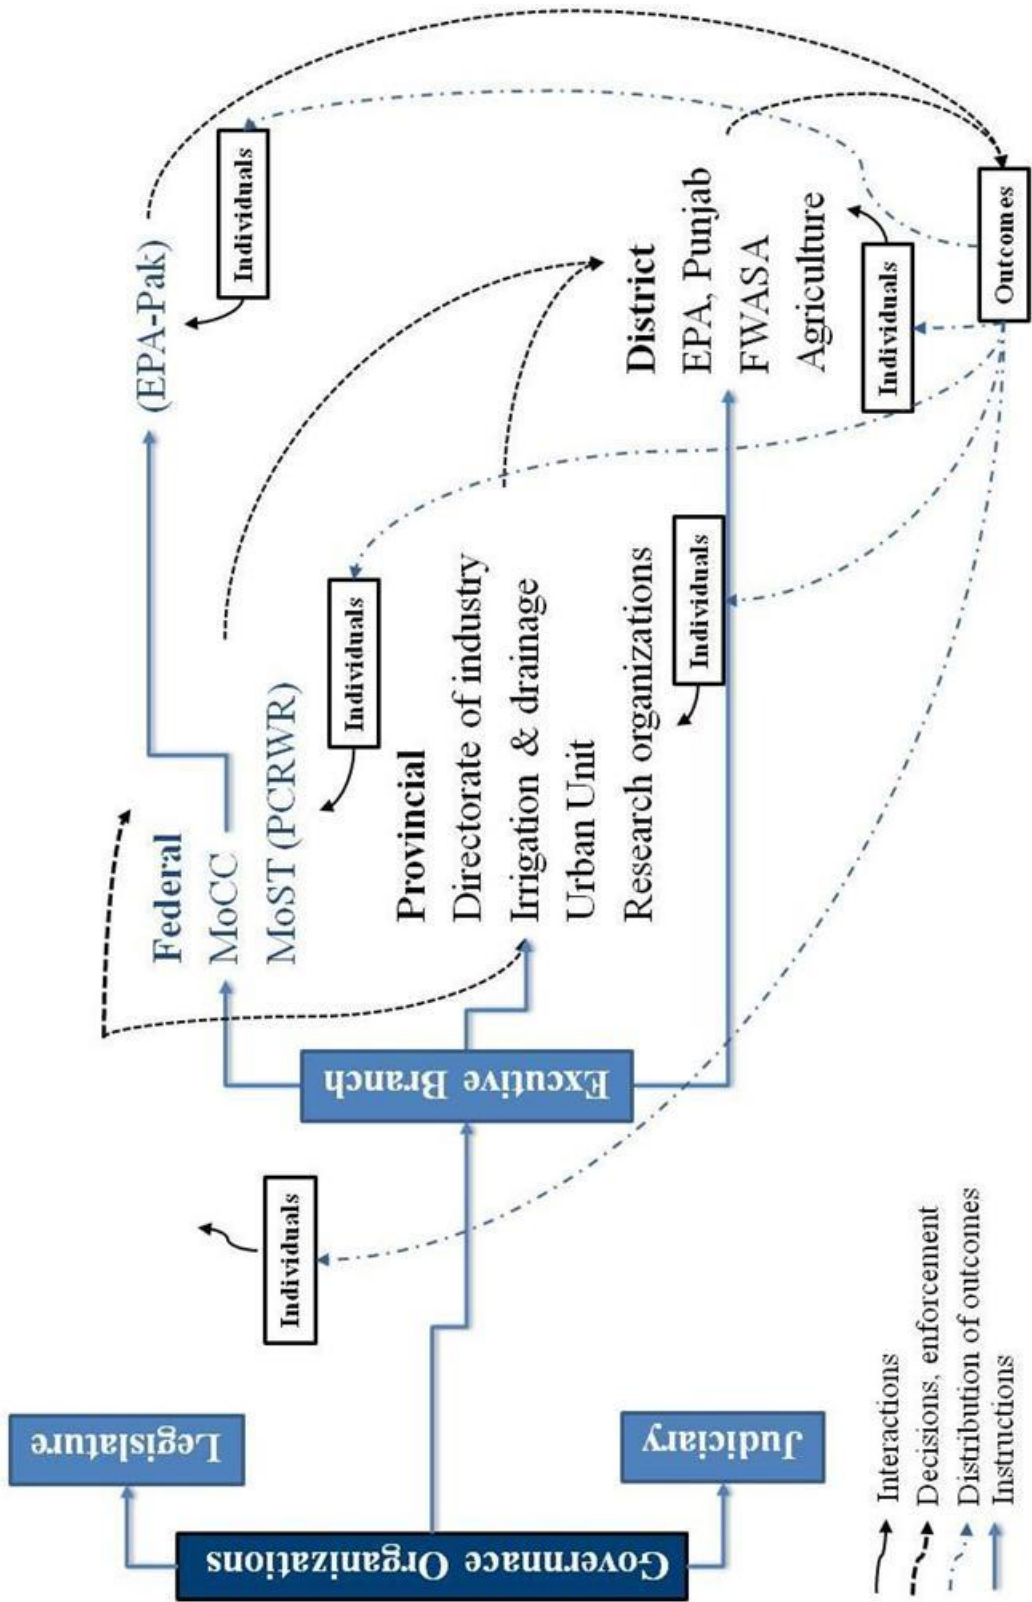 Governnace Organizations
Legislature
Judiciary
Excutive Branch
Individuals
Federal
MoCC
MoST (PCRWR)
Individuals
(EPA-Pak)
Individuals
Provincial
Directorate of industry
Irrigation & drainage
Urban Unit
Research organizations
Individuals
District
EPA, Punjab
FWASA
Agriculture
Individuals
Outcomes
Interactions
Decisions, enforcement
Distribution of outcomes
Instructions